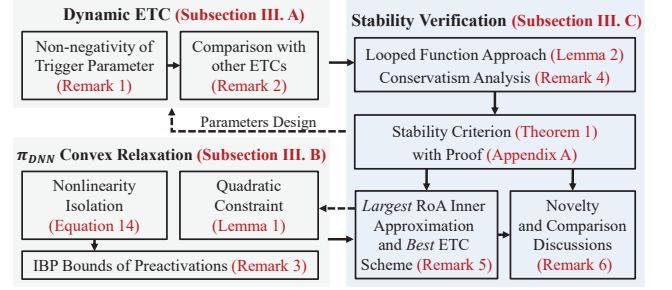 Dynamic ETC (Subsection III. A)
Non-negativity of
Trigger Parameter
(Remark 1)
Comparison with
other ETCs
(Remark 2)
Parameters Design
π_DNN Convex Relaxation (Subsection III. B)
Nonlinearity
Isolation
(Equation 14)
Quadratic
Constraint
(Lemma 1)
IBP Bounds of Preactivations (Remark 3)
Stability Verification (Subsection III. C)
Looped Function Approach (Lemma 2)
Conservatism Analysis (Remark 4)
Stability Criterion (Theorem 1)
with Proof (Appendix A)
Largest RoA Inner
Approximation
and Best ETC
Scheme (Remark 5)
Novelty
and Comparison
Discussions
(Remark 6)